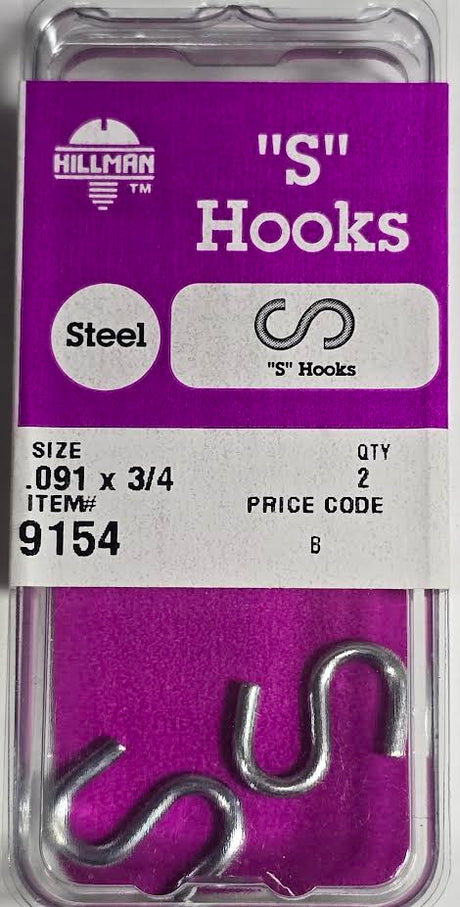 HILLMAN
TM
"S"
Hooks
Steel
"S" Hooks
SIZE
.091 x 3/4
QTY
2
ITEM#
9154
PRICE CODE
B